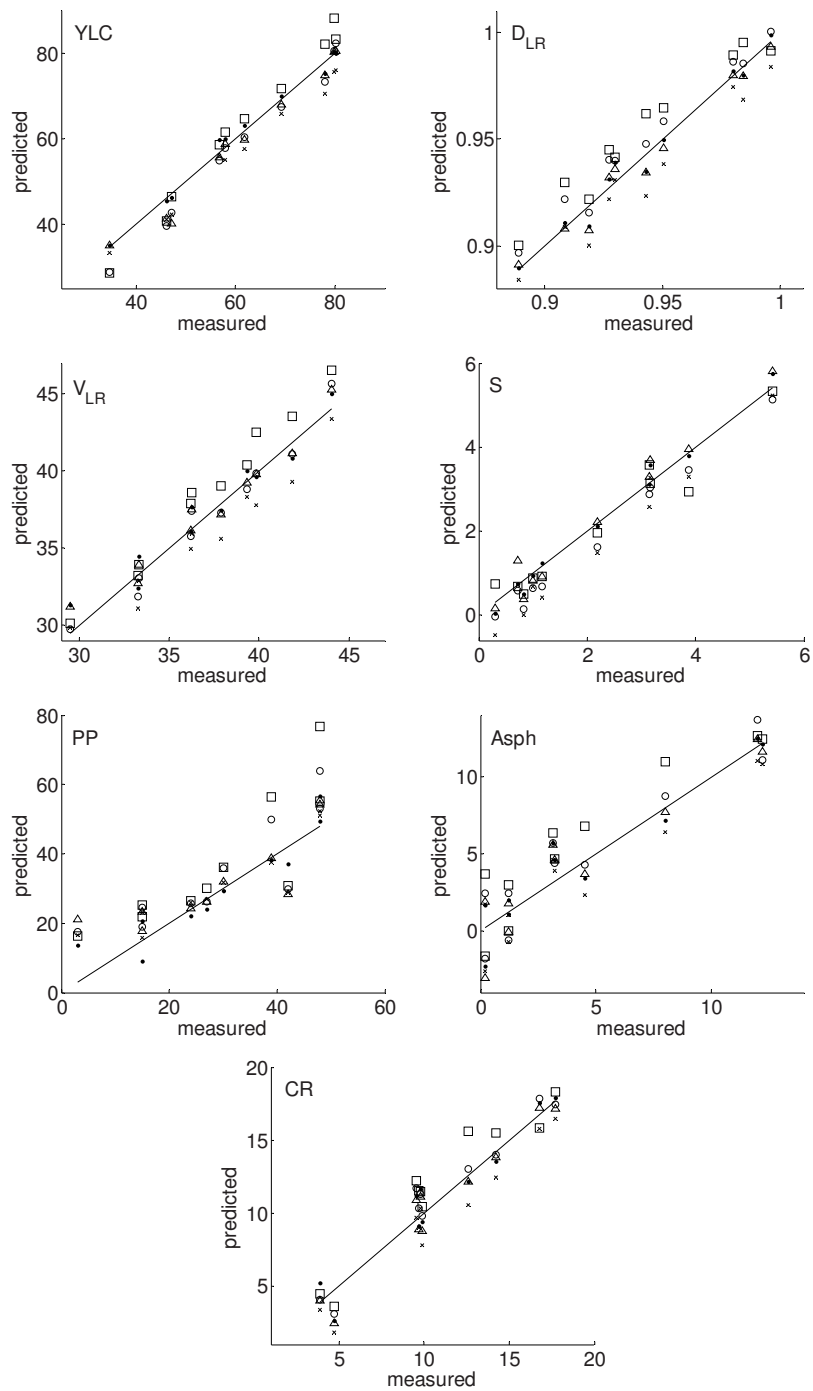 YLC
80
60
40
predicted
40 60 80
measured
D_LR
1
0.95
0.9
predicted
0.9 0.95 1
measured
V_LR
45
40
35
30
predicted
30 35 40 45
measured
S
6
4
2
0
predicted
0 2 4 6
measured
PP
80
60
40
20
0
predicted
0 20 40 60
measured
Asph
10
5
0
predicted
0 5 10
measured
CR
20
15
10
5
predicted
5 10 15 20
measured